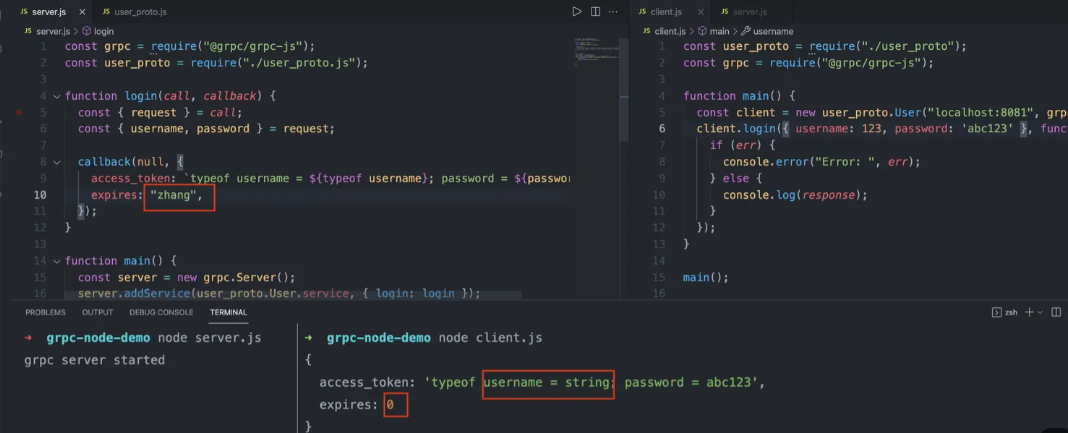 JS server.js × JS user_proto.js
JS server.js > login
1 const grpc = require("@grpc/grpc-js");
2 const user_proto = require("./user_proto.js");
3
4 function login(call, callback) {
5 const { request } = call;
6 const { username, password } = request;
7
8 callback(null, {
9 access_token: `typeof username = ${typeof username}; password = ${passwo
10 expires: "zhang",
11 });
12 }
13
14 function main() {
15 const server = new grpc.Server();
16 server.addService(user_proto.User.service, { login: login });
JS client.js × JS server.js
JS client.js > main > username
1 const user_proto = require("./user_proto");
2 const grpc = require("@grpc/grpc-js");
3
4 function main() {
5 const client = new user_proto.User("localhost:8081", grp
6 client.login({ username: 123, password: 'abc123' }, func
7 if (err) {
8 console.error("Error: ", err);
9 } else {
10 console.log(response);
11 }
12 });
13 }
14
15 main();
16
PROBLEMS OUTPUT DEBUG CONSOLE TERMINAL
zsh
→ grpc-node-demo node server.js
grpc server started
→ grpc-node-demo node client.js
{
access_token: 'typeof username = string; password = abc123',
expires: 0
}